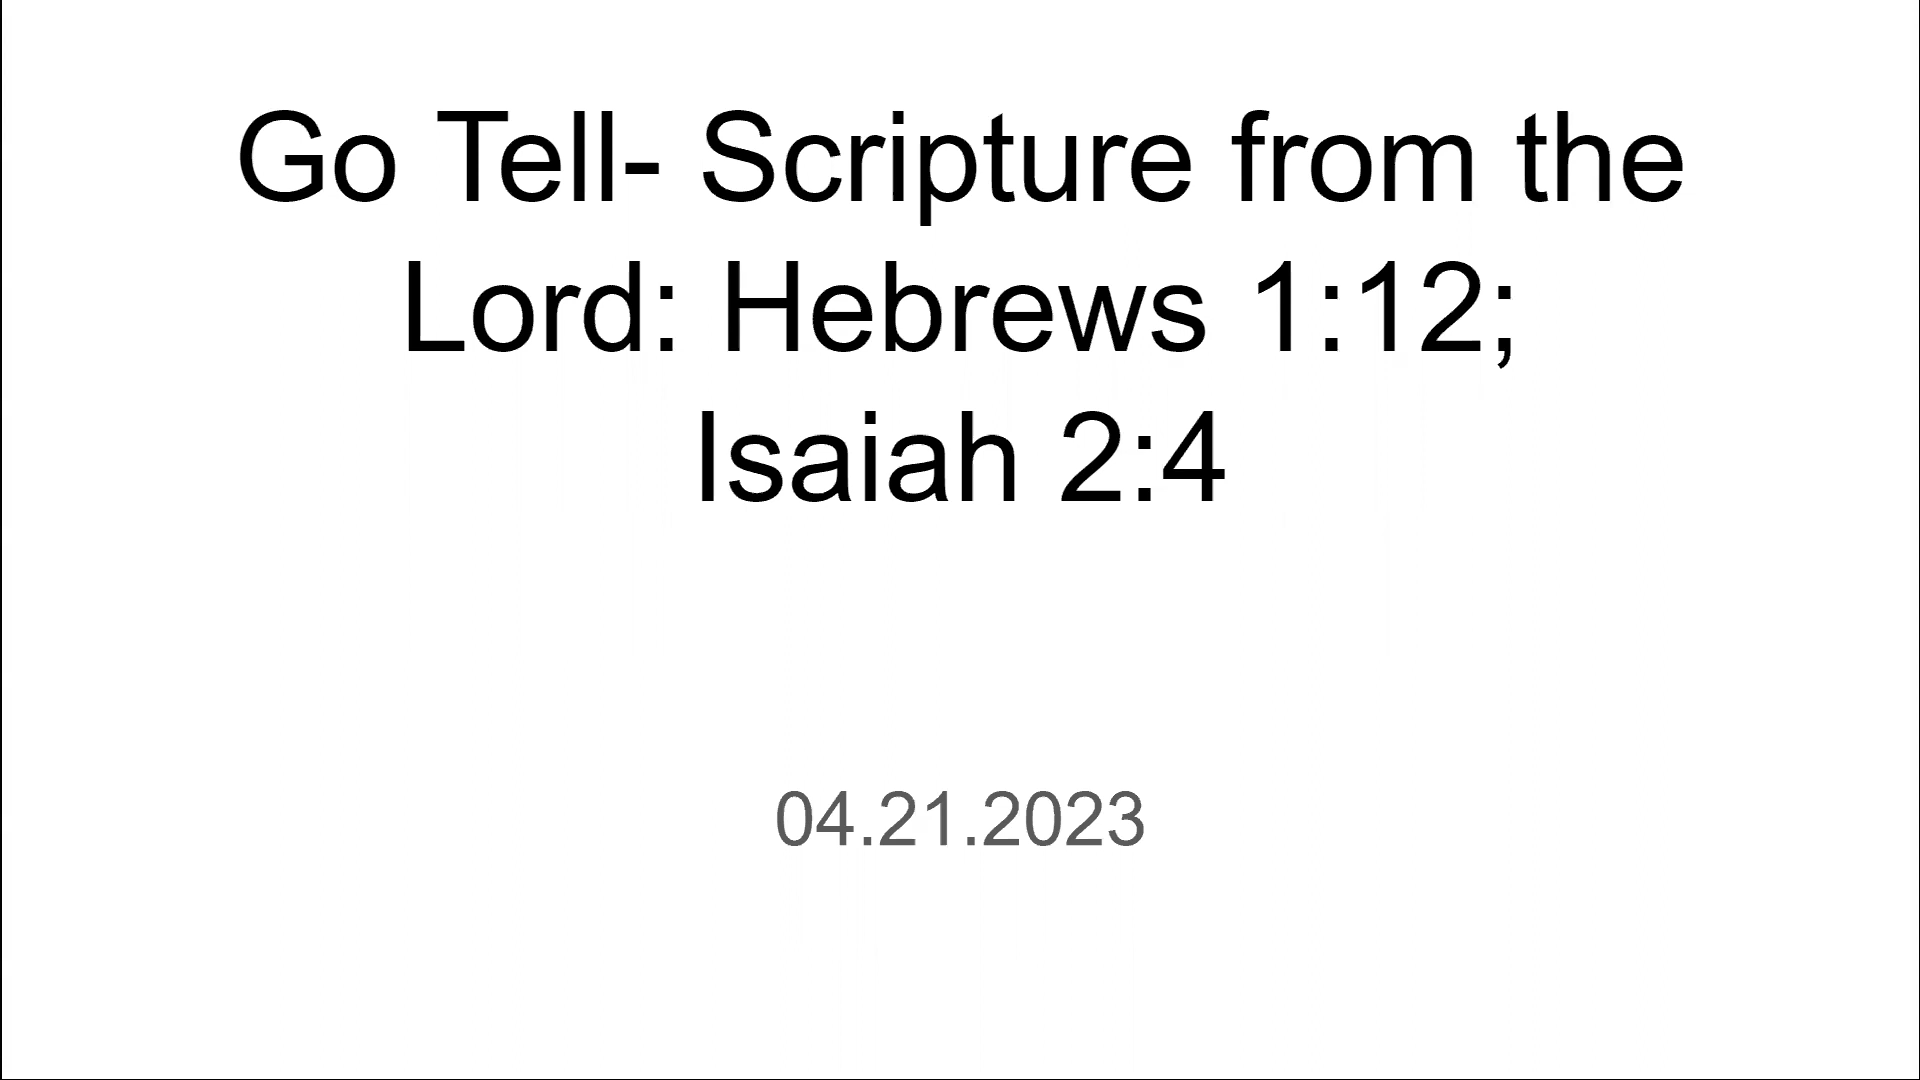 Go Tell- Scripture from the
Lord: Hebrews 1:12;
Isaiah 2:4
04.21.2023